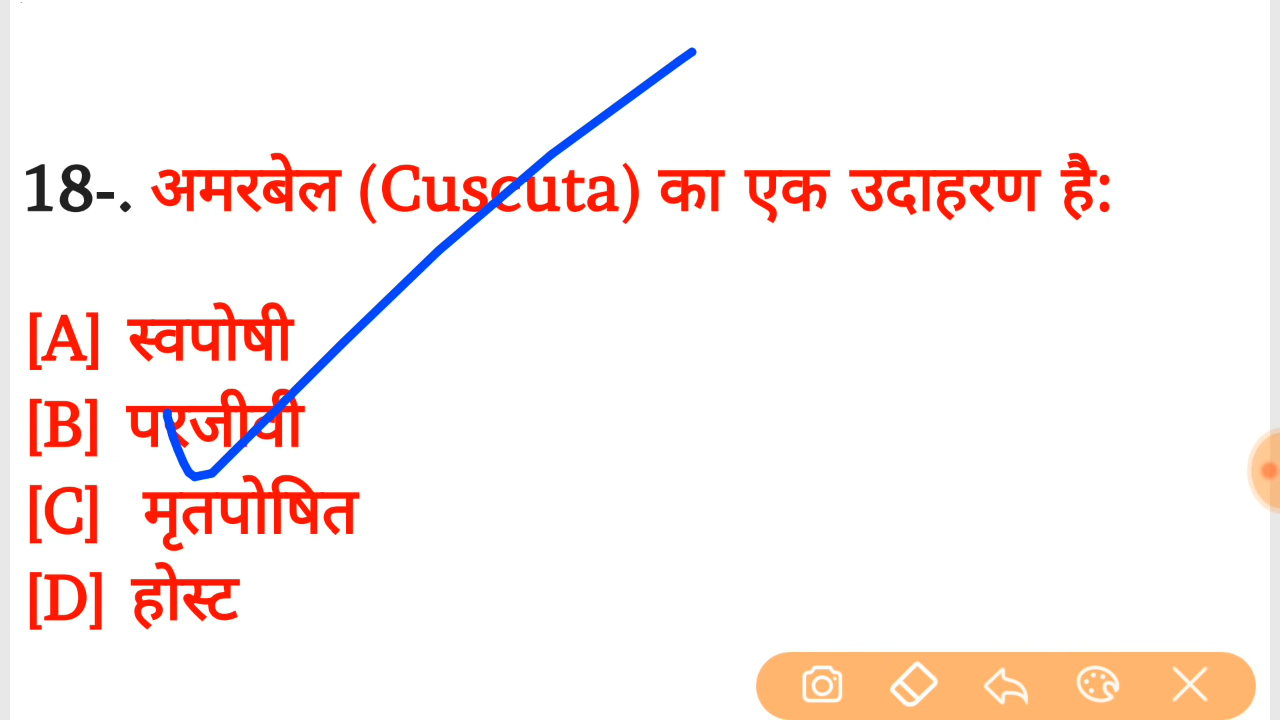 18-. अमरबेल (Cuscuta) का एक उदाहरण है:
[A] स्वपोषी
[B] परजीवी
[C] मृतपोषित
[D] होस्ट